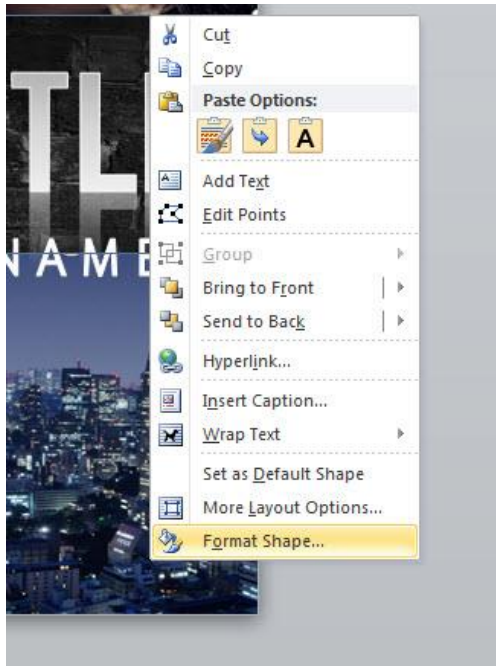 Cut
Copy
Paste Options:
A
Add Text
Edit Points
Group
Bring to Front
Send to Back
Hyperlink...
Insert Caption...
Wrap Text
Set as Default Shape
More Layout Options...
Format Shape...
TL
NAME